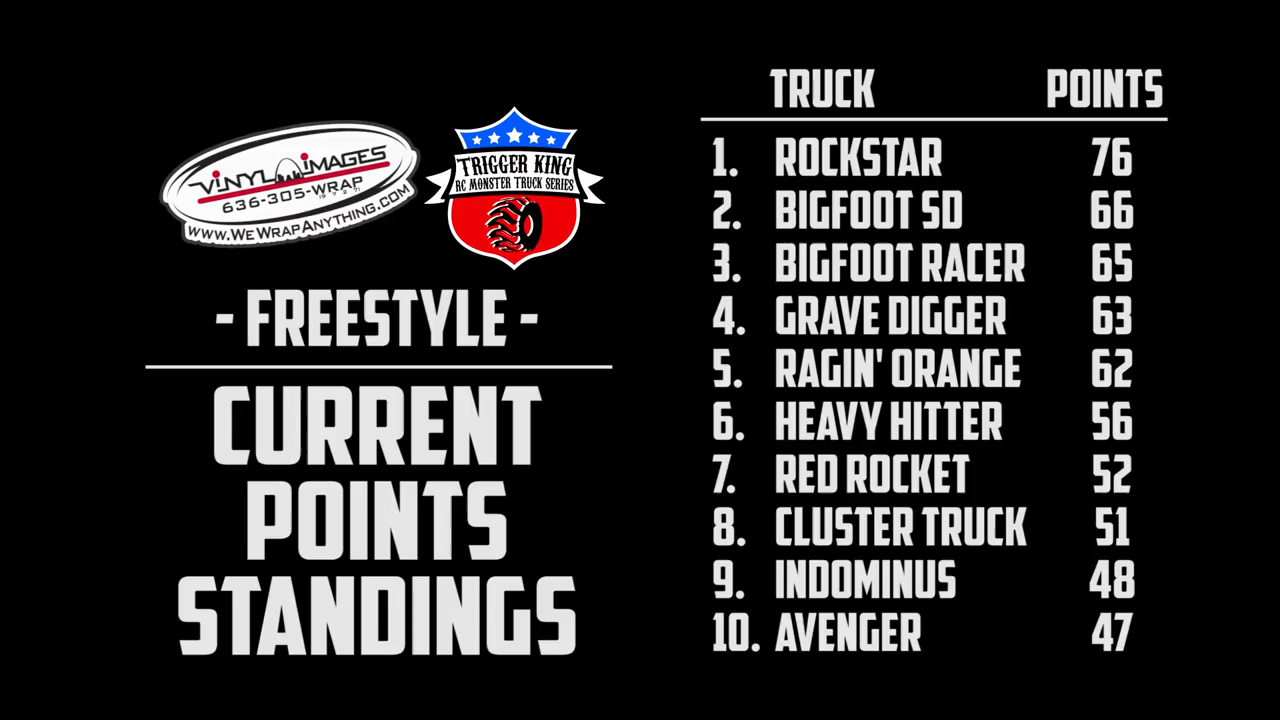 VINYL IMAGES
636-305-WRAP
(9727)
WWW.WEWRAPANYTHING.COM
TRIGGER KING
RC MONSTER TRUCK SERIES
- FREESTYLE -
CURRENT
POINTS
STANDINGS
TRUCK POINTS
1. ROCKSTAR 76
2. BIGFOOT SD 66
3. BIGFOOT RACER 65
4. GRAVE DIGGER 63
5. RAGIN' ORANGE 62
6. HEAVY HITTER 56
7. RED ROCKET 52
8. CLUSTER TRUCK 51
9. INDOMINUS 48
10. AVENGER 47